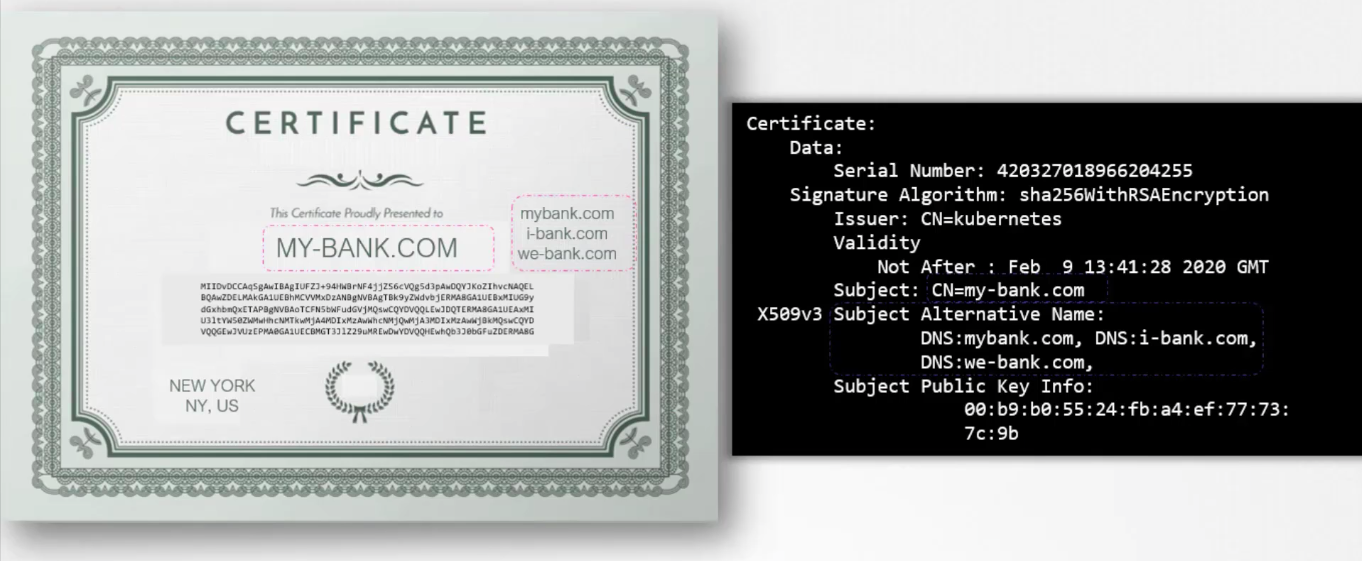 CERTIFICATE
This Certificate Proudly Presented to
MY-BANK.COM
mybank.com
i-bank.com
we-bank.com
MIIDvDCCAqSgAwIBAgIUFZJ+94HWBrNF4jjZS6cVQg5d3pAwDQYJKoZIhvcNAQEL
BQAwZDELMAkGA1UEBhMCVVMxDzANBgNVBAgTBk9yZWdvbjERMA8GA1UEBxMIUG9y
dGxhbmQxETAPBgNVBAoTCFN5bWFudGVjMQswCQYDVQQLEwJDQTERMA8GA1UEAxMI
U3ltYW50ZWMwHhcNMTkwMjA4MDIxMzAwWhcNMjQwMjA3MDIxMzAwWjBkMQswCQYD
VQQGEwJVUzEPMA0GA1UECBMGT3JlZ29uMREwDwYDVQQHEwhQb3J0bGFuZDERMA8G
NEW YORK
NY, US
Certificate:
Data:
Serial Number: 420327018966204255
Signature Algorithm: sha256WithRSAEncryption
Issuer: CN=kubernetes
Validity
Not After : Feb 9 13:41:28 2020 GMT
Subject: CN=my-bank.com
X509v3 Subject Alternative Name:
DNS:mybank.com, DNS:i-bank.com,
DNS:we-bank.com,
Subject Public Key Info:
00:b9:b0:55:24:fb:a4:ef:77:73:
7c:9b